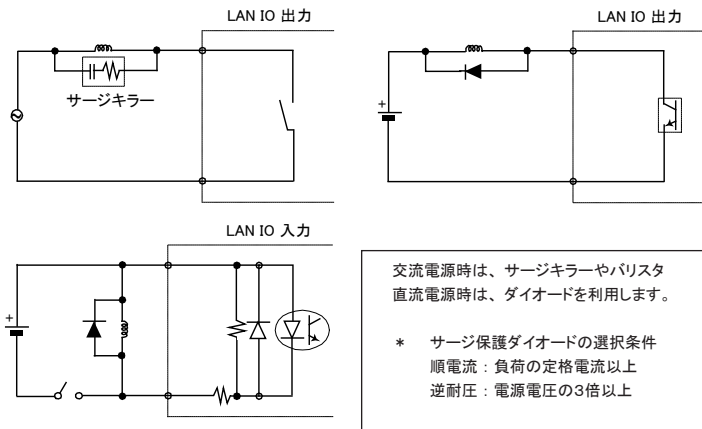 LAN IO 出力
サージキラー
LAN IO 出力
+
LAN IO 入力
+
交流電源時は、サージキラーやバリスタ
直流電源時は、ダイオードを利用します。
* サージ保護ダイオードの選択条件
順電流：負荷の定格電流以上
逆耐圧：電源電圧の3倍以上